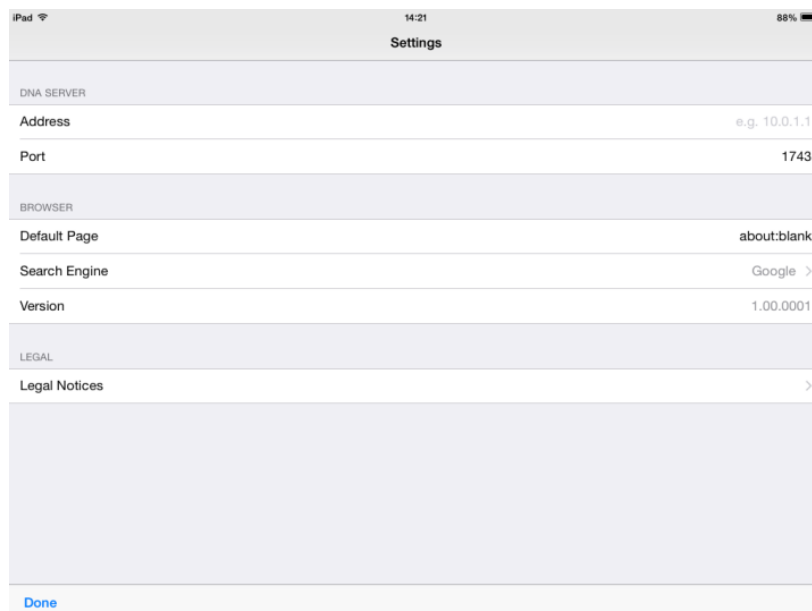 iPad 14:21 88%
Settings
DNA SERVER
Address e.g. 10.0.1.1
Port 1743
BROWSER
Default Page about:blank
Search Engine Google
Version 1.00.0001
LEGAL
Legal Notices
Done